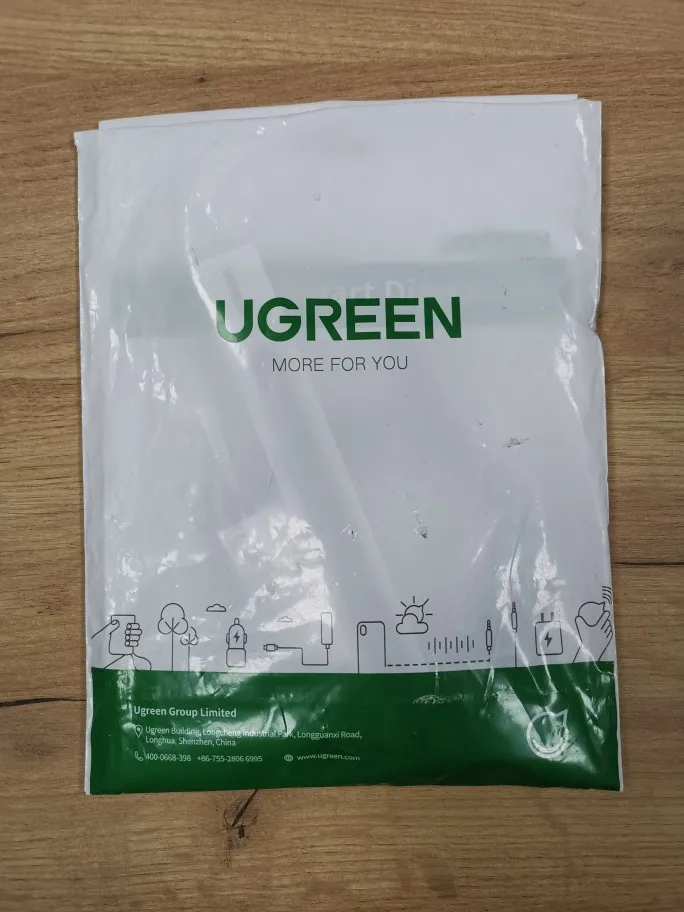 UGREEN
MORE FOR YOU
Ugreen Group Limited
Ugreen Building, Longcheng Industrial Park, Longguanxi Road,
Longhua, Shenzhen, China
400-0668-398 +86-755-2806 6995
www.ugreen.com